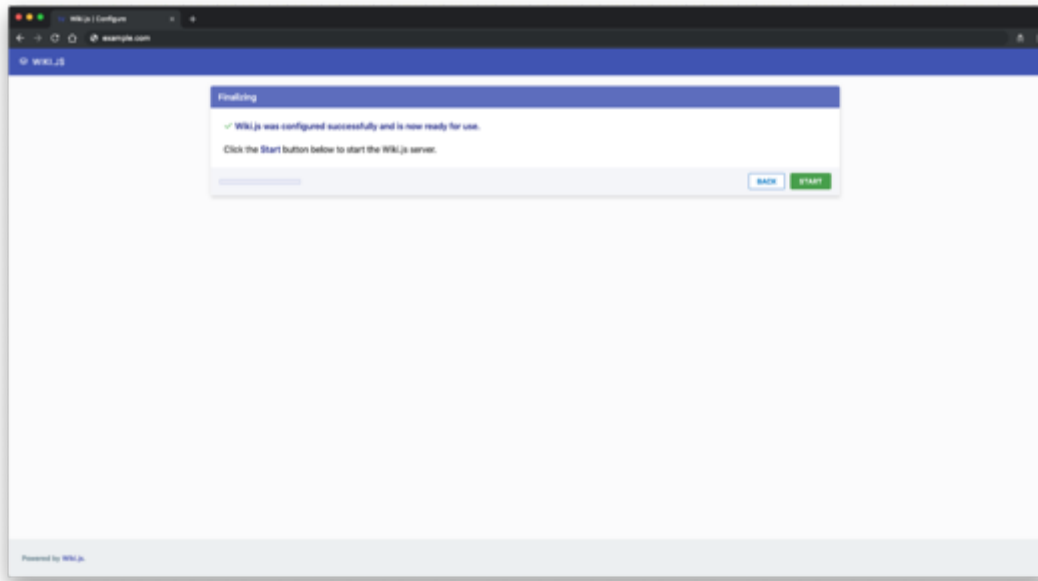 Wiki.js | Configure
example.com
WIKI.JS
Finalizing
Wiki.js was configured successfully and is now ready for use.
Click the Start button below to start the Wiki.js server.
BACK START
Powered by Wiki.js.